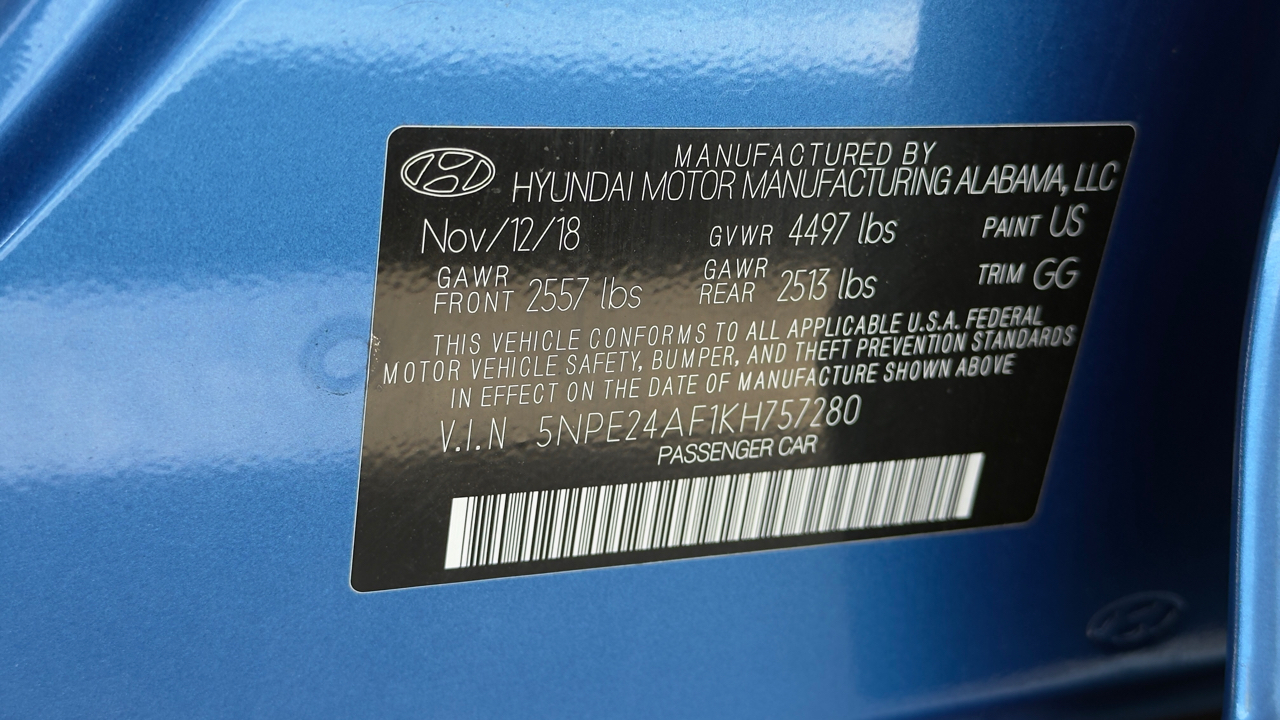 MANUFACTURED BY
HYUNDAI MOTOR MANUFACTURING ALABAMA, LLC
Nov/12/18 GVWR 4497 lbs PAINT US
GAWR FRONT 2557 lbs GAWR REAR 2513 lbs TRIM GG
THIS VEHICLE CONFORMS TO ALL APPLICABLE U.S.A. FEDERAL
MOTOR VEHICLE SAFETY, BUMPER, AND THEFT PREVENTION STANDARDS
IN EFFECT ON THE DATE OF MANUFACTURE SHOWN ABOVE
V.I.N 5NPE24AF1KH757280
PASSENGER CAR